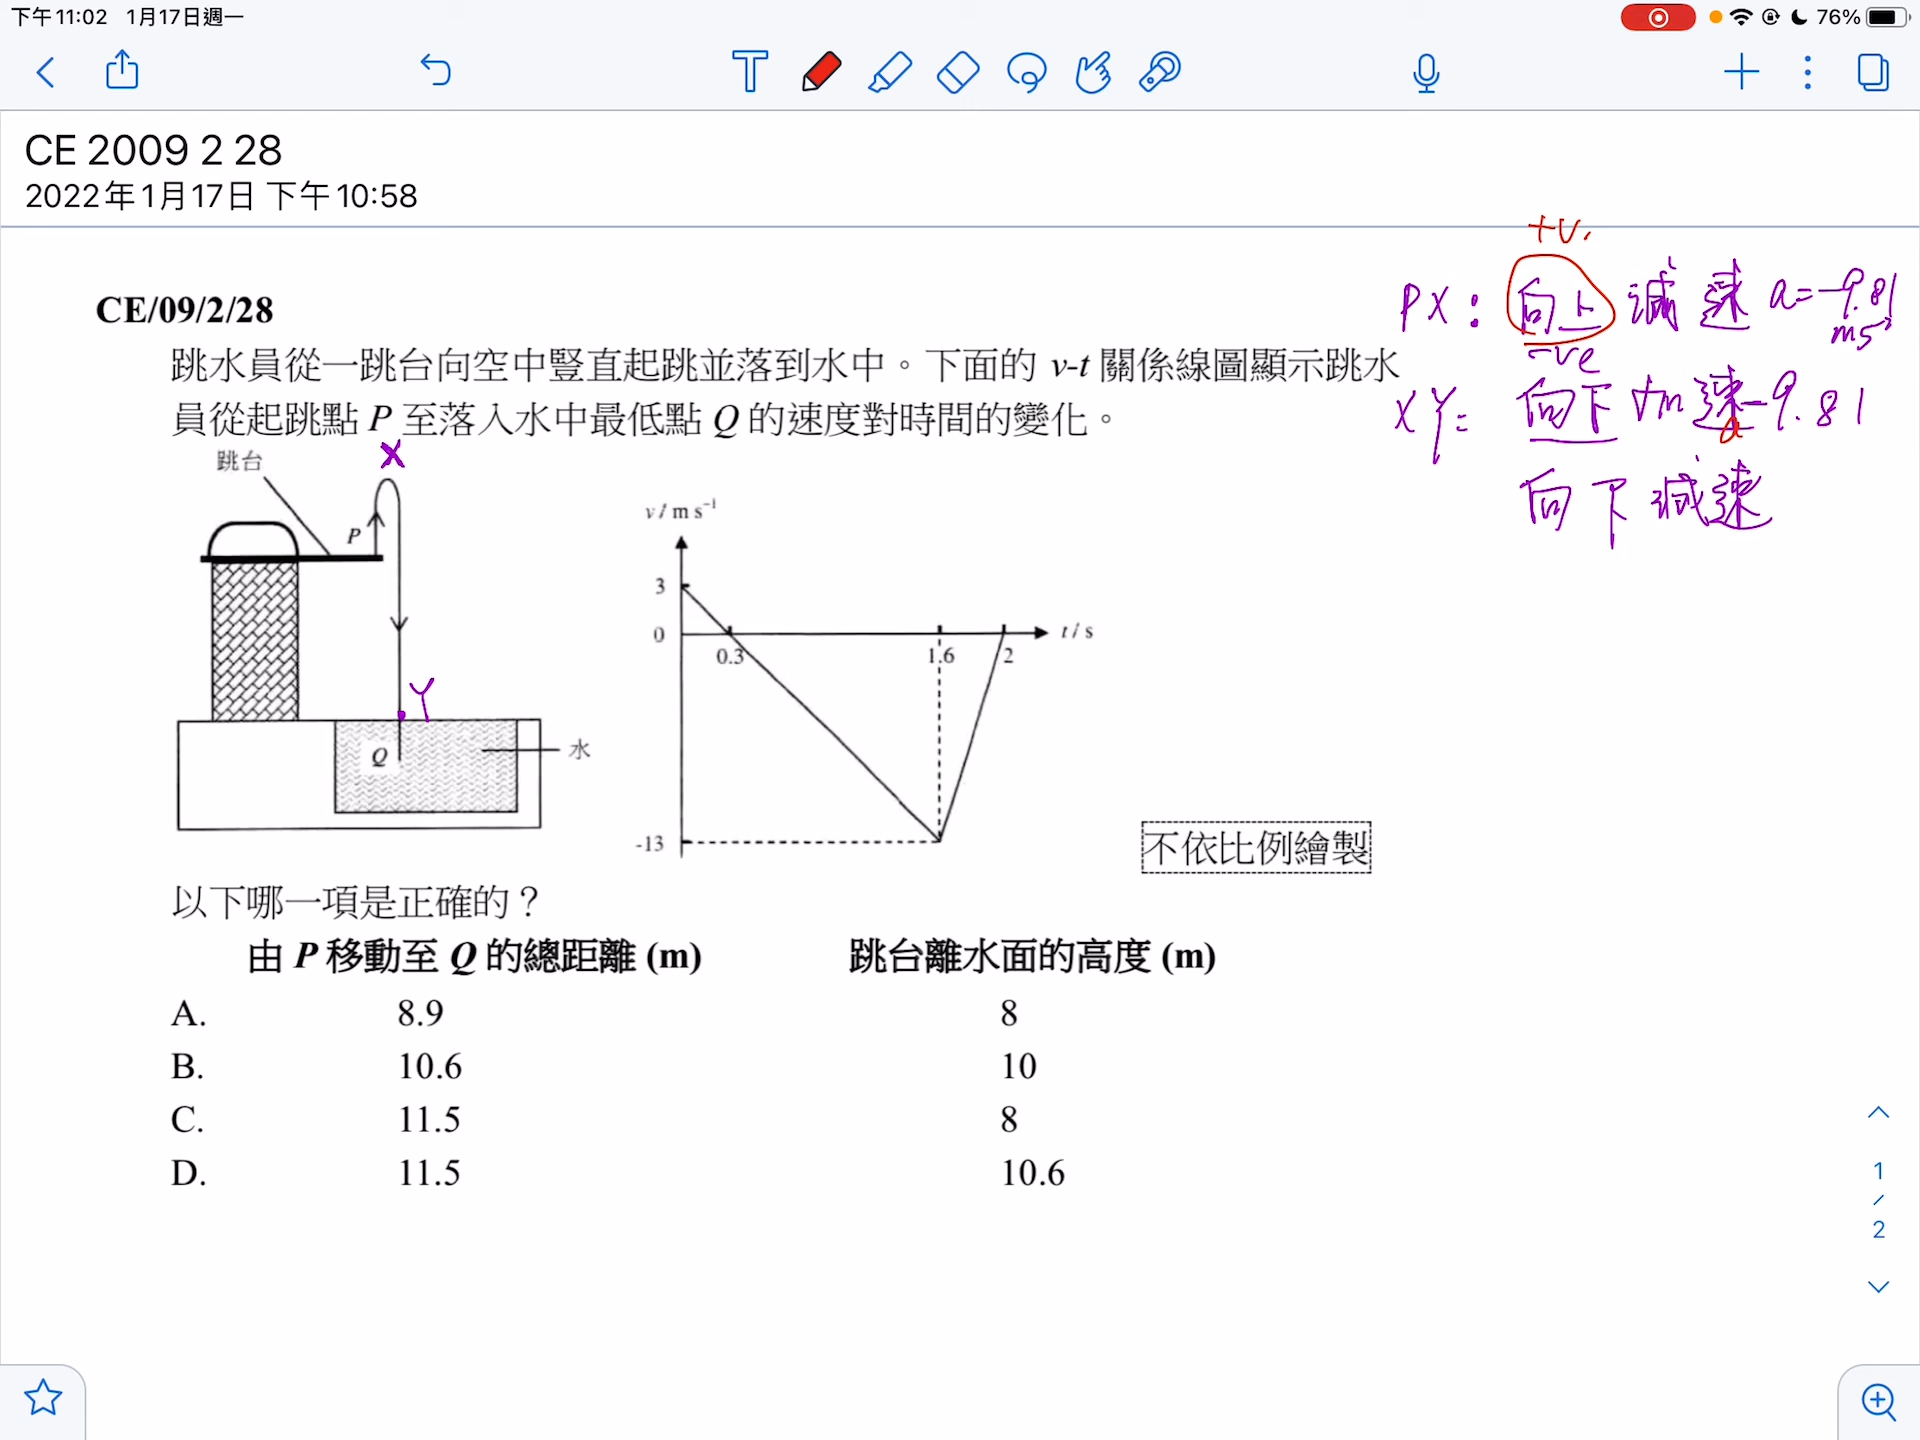 下午11:02 1月17日週一
76%
CE 2009 2 28
2022年1月17日 下午10:58
+v.
PX: 向上 減速 a=-9.81
ms²
CE/09/2/28
跳水員從一跳台向空中豎直起跳並落到水中。下面的 v-t 關係線圖顯示跳水
-ve
員從起跳點 P 至落入水中最低點 Q 的速度對時間的變化。
XY= 向下 加速 -9.81
a
X
跳台
向下 減速
v / m s⁻¹
P
3
0
t / s
0.3
1.6
2
Y
Q
水
-13
不依比例繪製
以下哪一項是正確的？
由 P 移動至 Q 的總距離 (m) 跳台離水面的高度 (m)
A. 8.9 8
B. 10.6 10
C. 11.5 8
D. 11.5 10.6
1
/
2